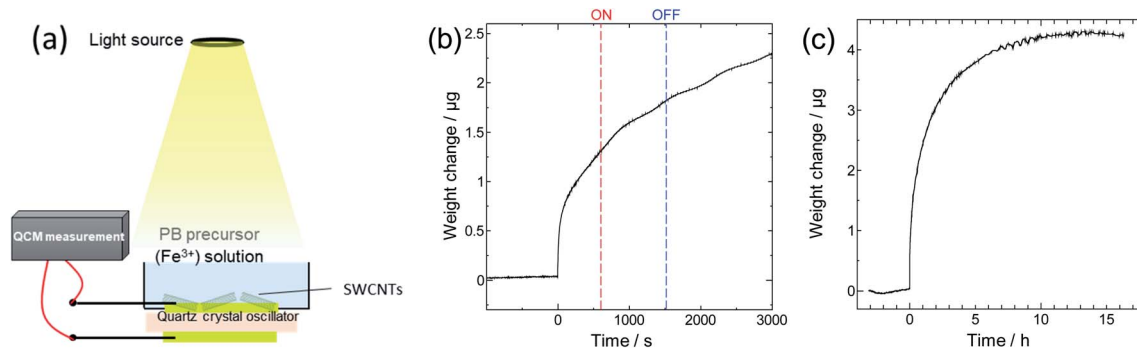 (a)
Light source
QCM measurement
PB precursor
(Fe³⁺) solution
SWCNTs
Quartz crystal oscillator
(b)
ON
OFF
Weight change / µg
2.5
2
1.5
1
0.5
0
0
1000
2000
3000
Time / s
(c)
Weight change / µg
4
3
2
1
0
0
5
10
15
Time / h